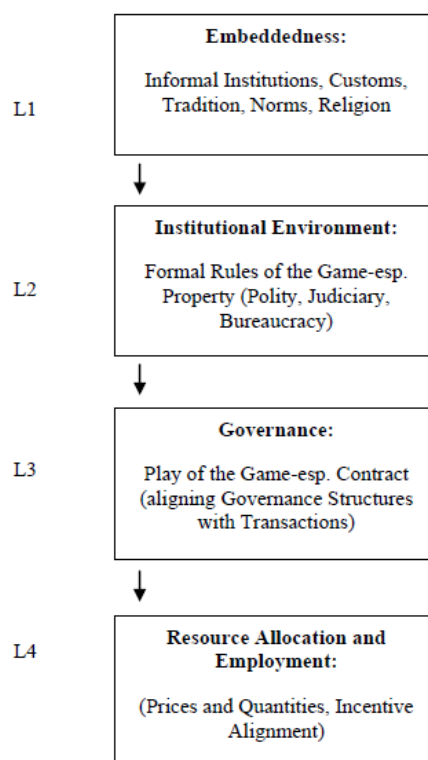 Embeddedness:
Informal Institutions, Customs,
Tradition, Norms, Religion
L1
Institutional Environment:
Formal Rules of the Game-esp.
Property (Polity, Judiciary,
Bureaucracy)
L2
Governance:
Play of the Game-esp. Contract
(aligning Governance Structures
with Transactions)
L3
Resource Allocation and
Employment:
(Prices and Quantities, Incentive
Alignment)
L4